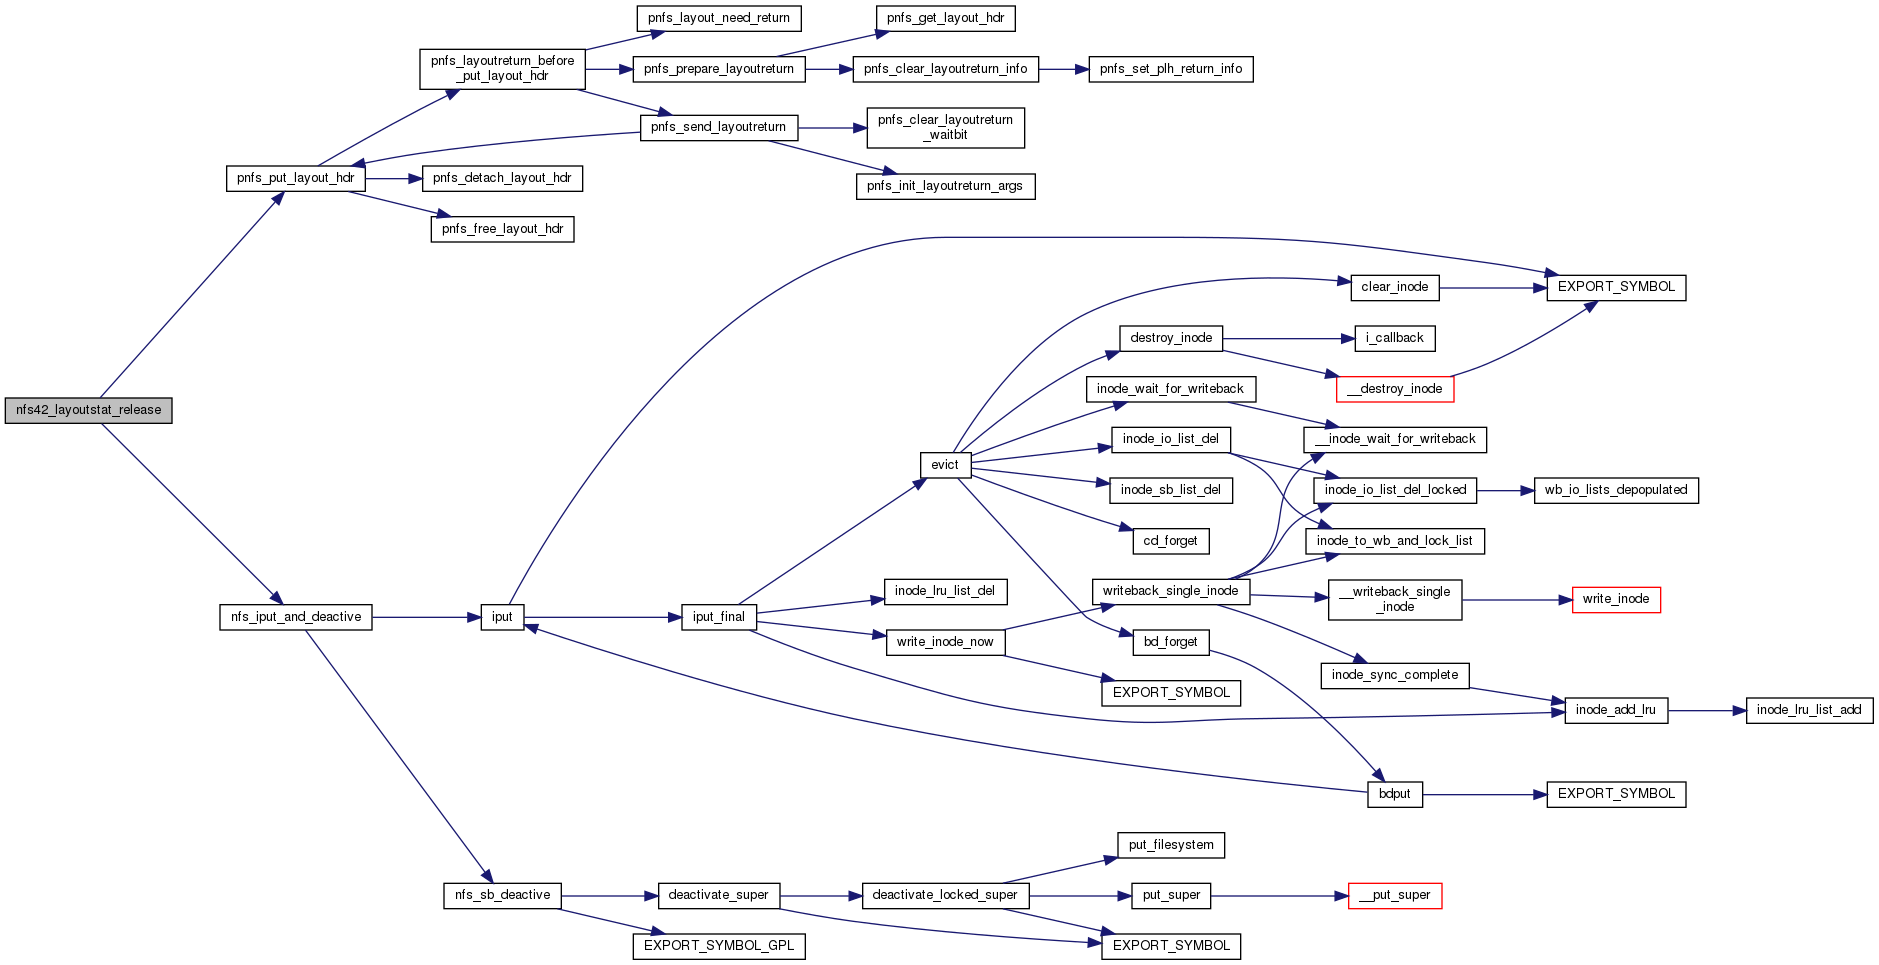 pnfs_layout_need_return
pnfs_get_layout_hdr
pnfs_layoutreturn_before
_put_layout_hdr
pnfs_prepare_layoutreturn
pnfs_clear_layoutreturn_info
pnfs_set_plh_return_info
pnfs_send_layoutreturn
pnfs_clear_layoutreturn
_waitbit
pnfs_put_layout_hdr
pnfs_detach_layout_hdr
pnfs_init_layoutreturn_args
pnfs_free_layout_hdr
clear_inode
EXPORT_SYMBOL
destroy_inode
i_callback
inode_wait_for_writeback
__destroy_inode
nfs42_layoutstat_release
inode_io_list_del
__inode_wait_for_writeback
evict
inode_sb_list_del
inode_io_list_del_locked
wb_io_lists_depopulated
cd_forget
inode_to_wb_and_lock_list
inode_lru_list_del
writeback_single_inode
__writeback_single
_inode
write_inode
nfs_iput_and_deactive
iput
iput_final
write_inode_now
bd_forget
inode_sync_complete
EXPORT_SYMBOL
inode_add_lru
inode_lru_list_add
bdput
EXPORT_SYMBOL
put_filesystem
nfs_sb_deactive
deactivate_super
deactivate_locked_super
put_super
__put_super
EXPORT_SYMBOL_GPL
EXPORT_SYMBOL